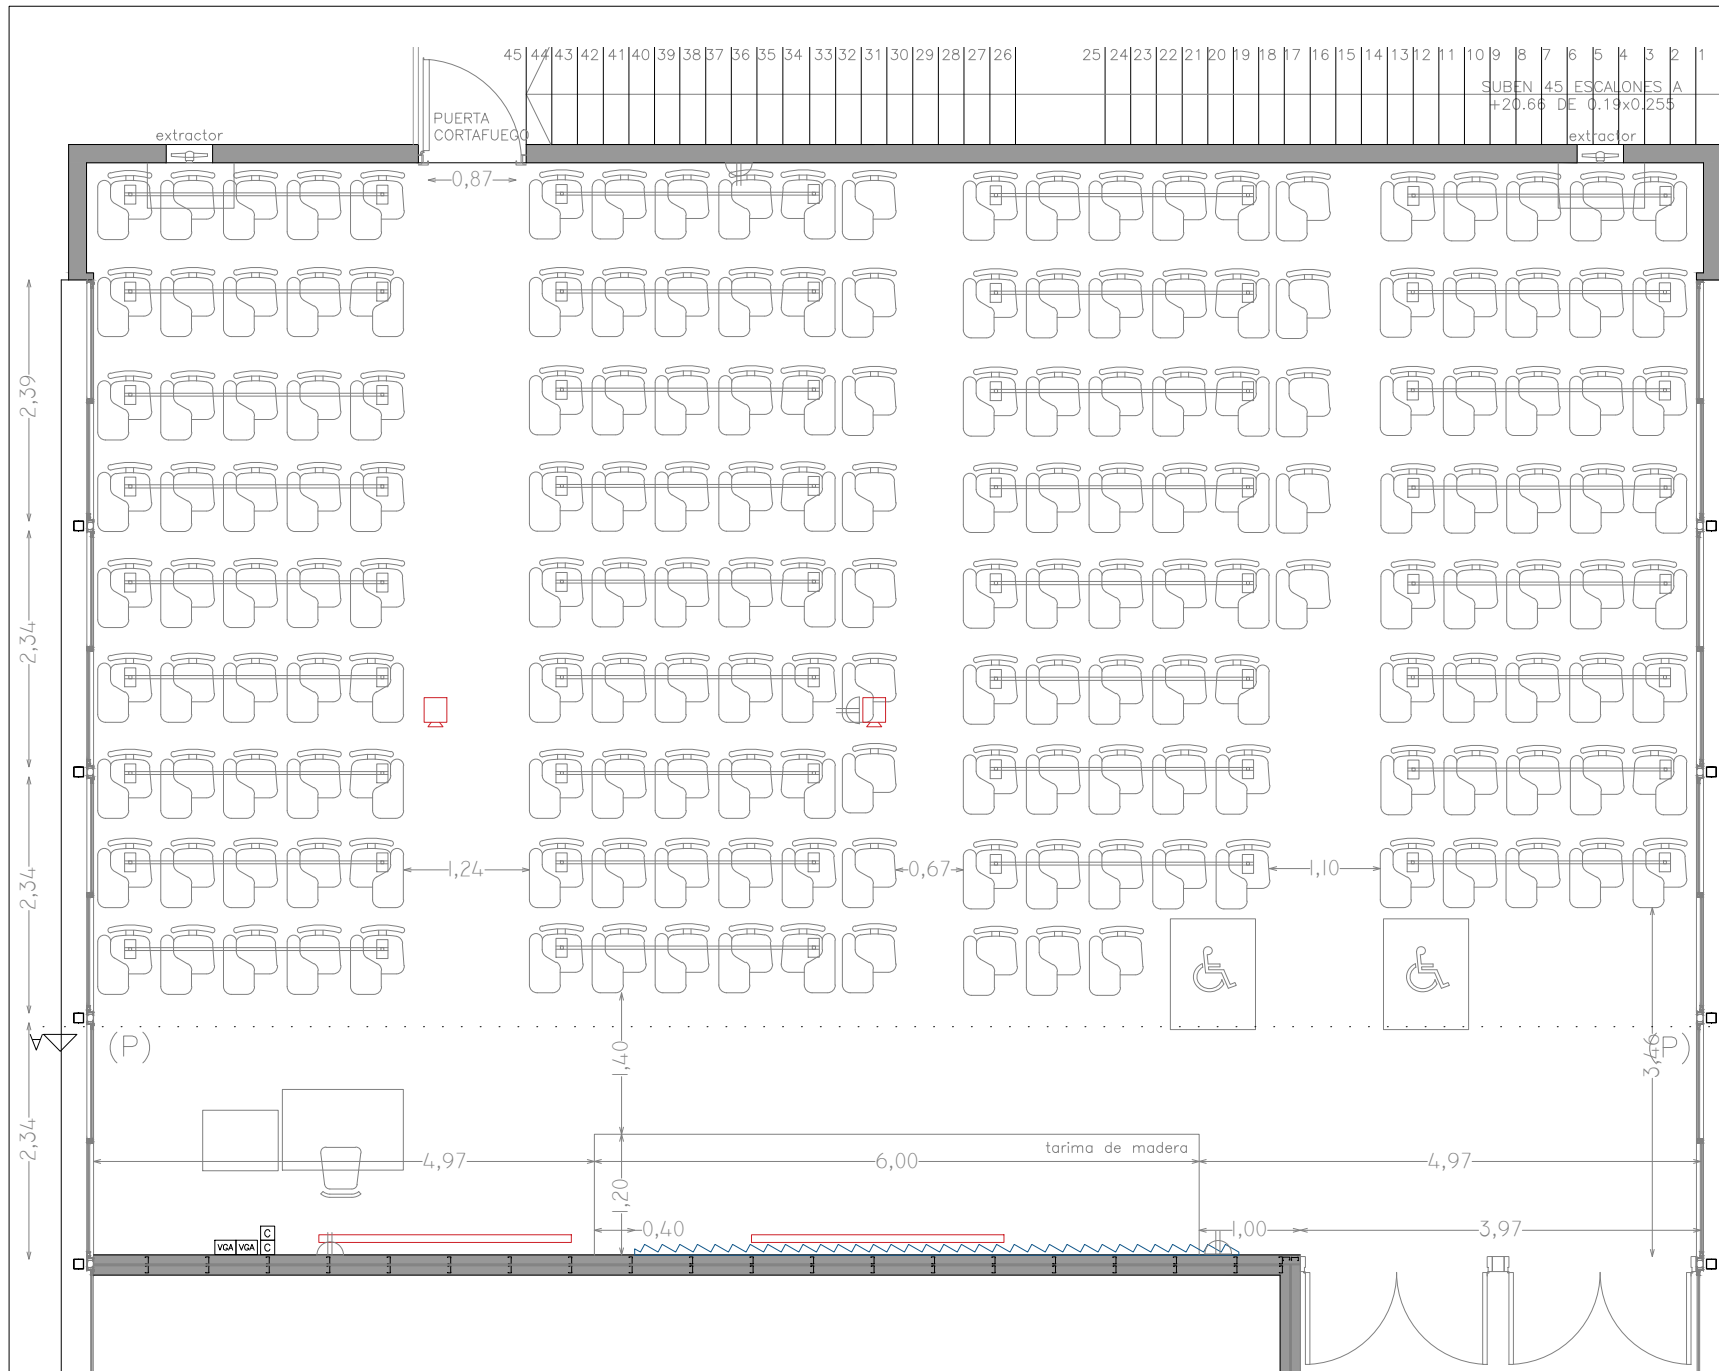 45 44 43 42 41 40 39 38 37 36 35 34 33 32 31 30 29 28 27 26 25 24 23 22 21 20 19 18 17 16 15 14 13 12 11 10 9 8 7 6 5 4 3 2 1
SUBEN 45 ESCALONES A
+20.66 DE 0.19x0.255
PUERTA
CORTAFUEGO
extractor
extractor
0,87
2,39
2,34
2,34
1,24
0,67
1,10
A
(P)
(P)
1,40
3,46
2,34
tarima de madera
4,97
6,00
4,97
1,20
0,40
1,00
3,97
C
VGA VGA C